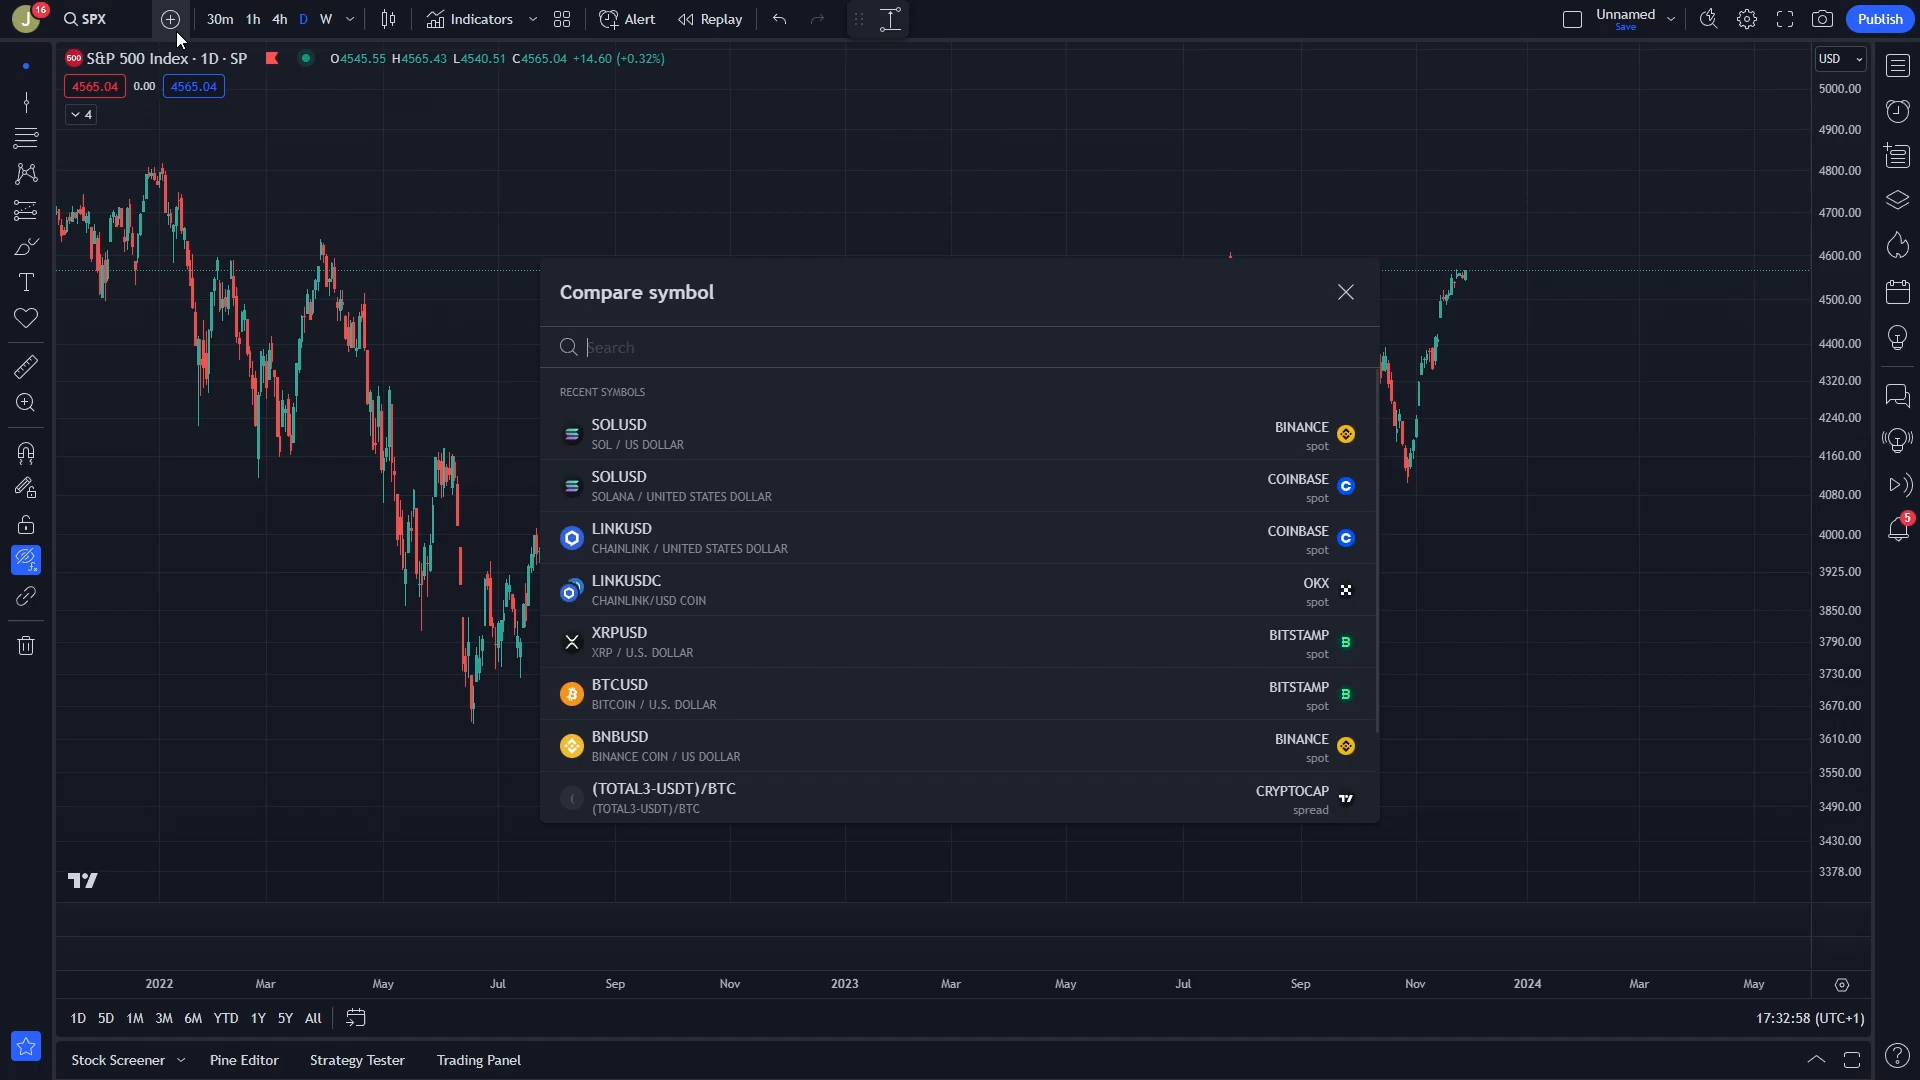 J
16
SPX
30m 1h 4h D W
Indicators
Alert
Replay
Unnamed
Save
Publish
500
S&P 500 Index · 1D · SP
O4545.55 H4565.43 L4540.51 C4565.04 +14.60 (+0.32%)
4565.04 0.00 4565.04
4
USD
5000.00
4900.00
4800.00
4700.00
4600.00
4500.00
4400.00
4320.00
4240.00
4160.00
4080.00
4000.00
3925.00
3850.00
3790.00
3730.00
3670.00
3610.00
3550.00
3490.00
3430.00
3378.00
5
Compare symbol
Search
RECENT SYMBOLS
SOLUSD
SOL / US DOLLAR
BINANCE
spot
SOLUSD
SOLANA / UNITED STATES DOLLAR
COINBASE
spot
LINKUSD
CHAINLINK / UNITED STATES DOLLAR
COINBASE
spot
LINKUSDC
CHAINLINK/USD COIN
OKX
spot
XRPUSD
XRP / U.S. DOLLAR
BITSTAMP
spot
BTCUSD
BITCOIN / U.S. DOLLAR
BITSTAMP
spot
BNBUSD
BINANCE COIN / US DOLLAR
BINANCE
spot
(
(TOTAL3-USDT)/BTC
(TOTAL3-USDT)/BTC
CRYPTOCAP
spread
2022 Mar May Jul Sep Nov 2023 Mar May Jul Sep Nov 2024 Mar May
1D 5D 1M 3M 6M YTD 1Y 5Y All
17:32:58 (UTC+1)
Stock Screener Pine Editor Strategy Tester Trading Panel